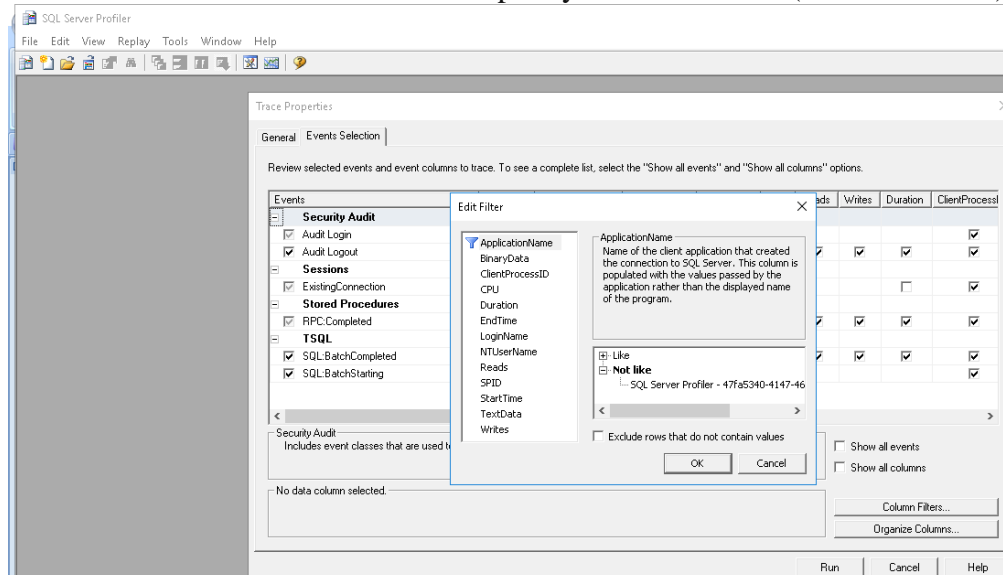 SQL Server Profiler
File Edit View Replay Tools Window Help
Trace Properties
General Events Selection
Review selected events and event columns to trace. To see a complete list, select the "Show all events" and "Show all columns" options.
Events ads Writes Duration ClientProcessI
Security Audit
Audit Login
Audit Logout
Sessions
ExistingConnection
Stored Procedures
RPC:Completed
TSQL
SQL:BatchCompleted
SQL:BatchStarting
Edit Filter
ApplicationName
BinaryData
ClientProcessID
CPU
Duration
EndTime
LoginName
NTUserName
Reads
SPID
StartTime
TextData
Writes
ApplicationName
Name of the client application that created
the connection to SQL Server. This column is
populated with the values passed by the
application rather than the displayed name
of the program.
Like
Not like
SQL Server Profiler - 47fa5340-4147-46
Exclude rows that do not contain values
OK Cancel
Security Audit
Includes event classes that are used t
Show all events
Show all columns
No data column selected.
Column Filters...
Organize Columns...
Run Cancel Help